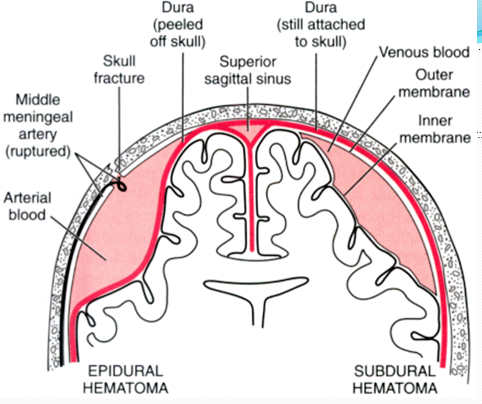 Dura
(peeled
off skull)
Dura
(still attached
to skull)
Skull
fracture
Superior
sagittal sinus
Venous blood
Outer
membrane
Inner
membrane
Middle
meningeal
artery
(ruptured)
Arterial
blood
EPIDURAL
HEMATOMA
SUBDURAL
HEMATOMA